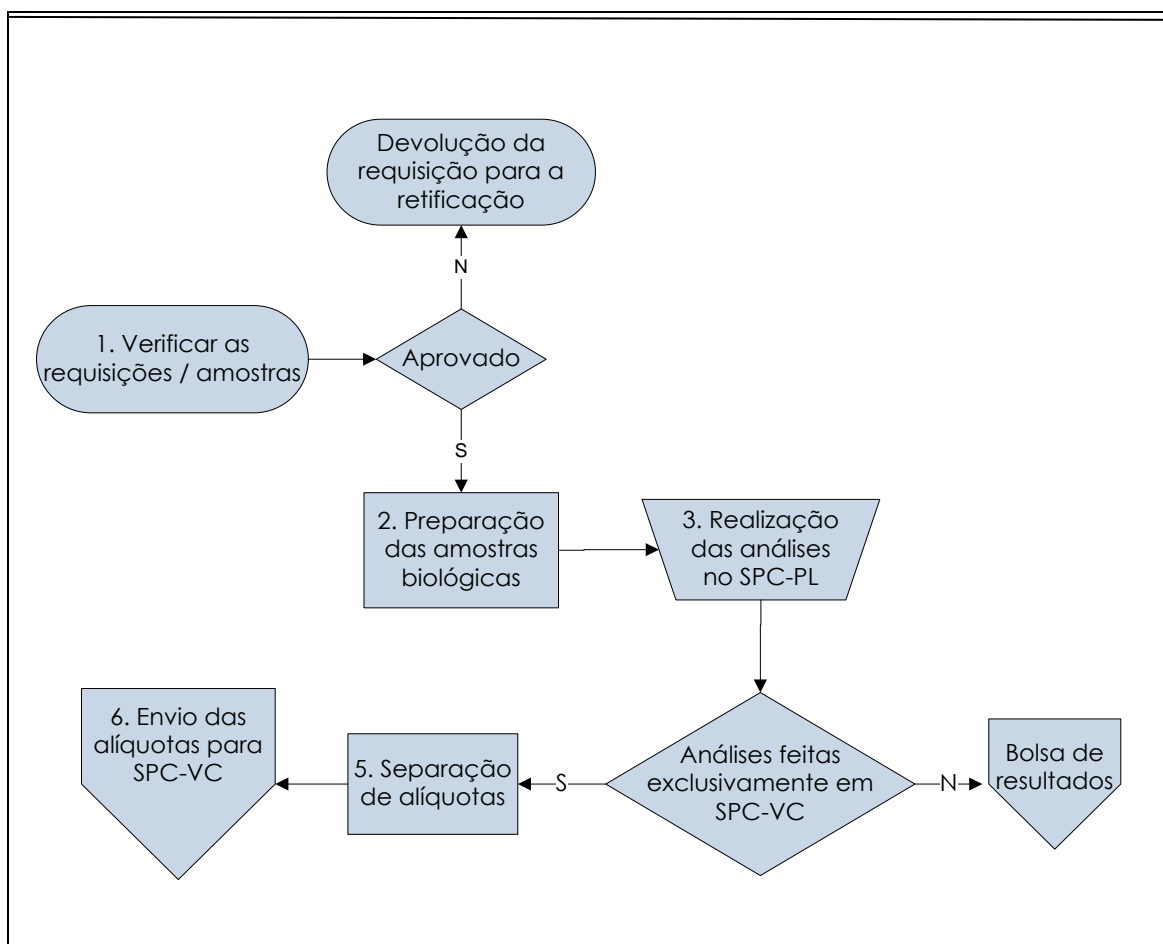 Devolução da
requisição para a
retificação
N
1. Verificar as
requisições / amostras
Aprovado
S
2. Preparação
das amostras
biológicas
3. Realização
das análises
no SPC-PL
6. Envio das
alíquotas para
SPC-VC
5. Separação
de alíquotas
S
Análises feitas
exclusivamente em
SPC-VC
N
Bolsa de
resultados